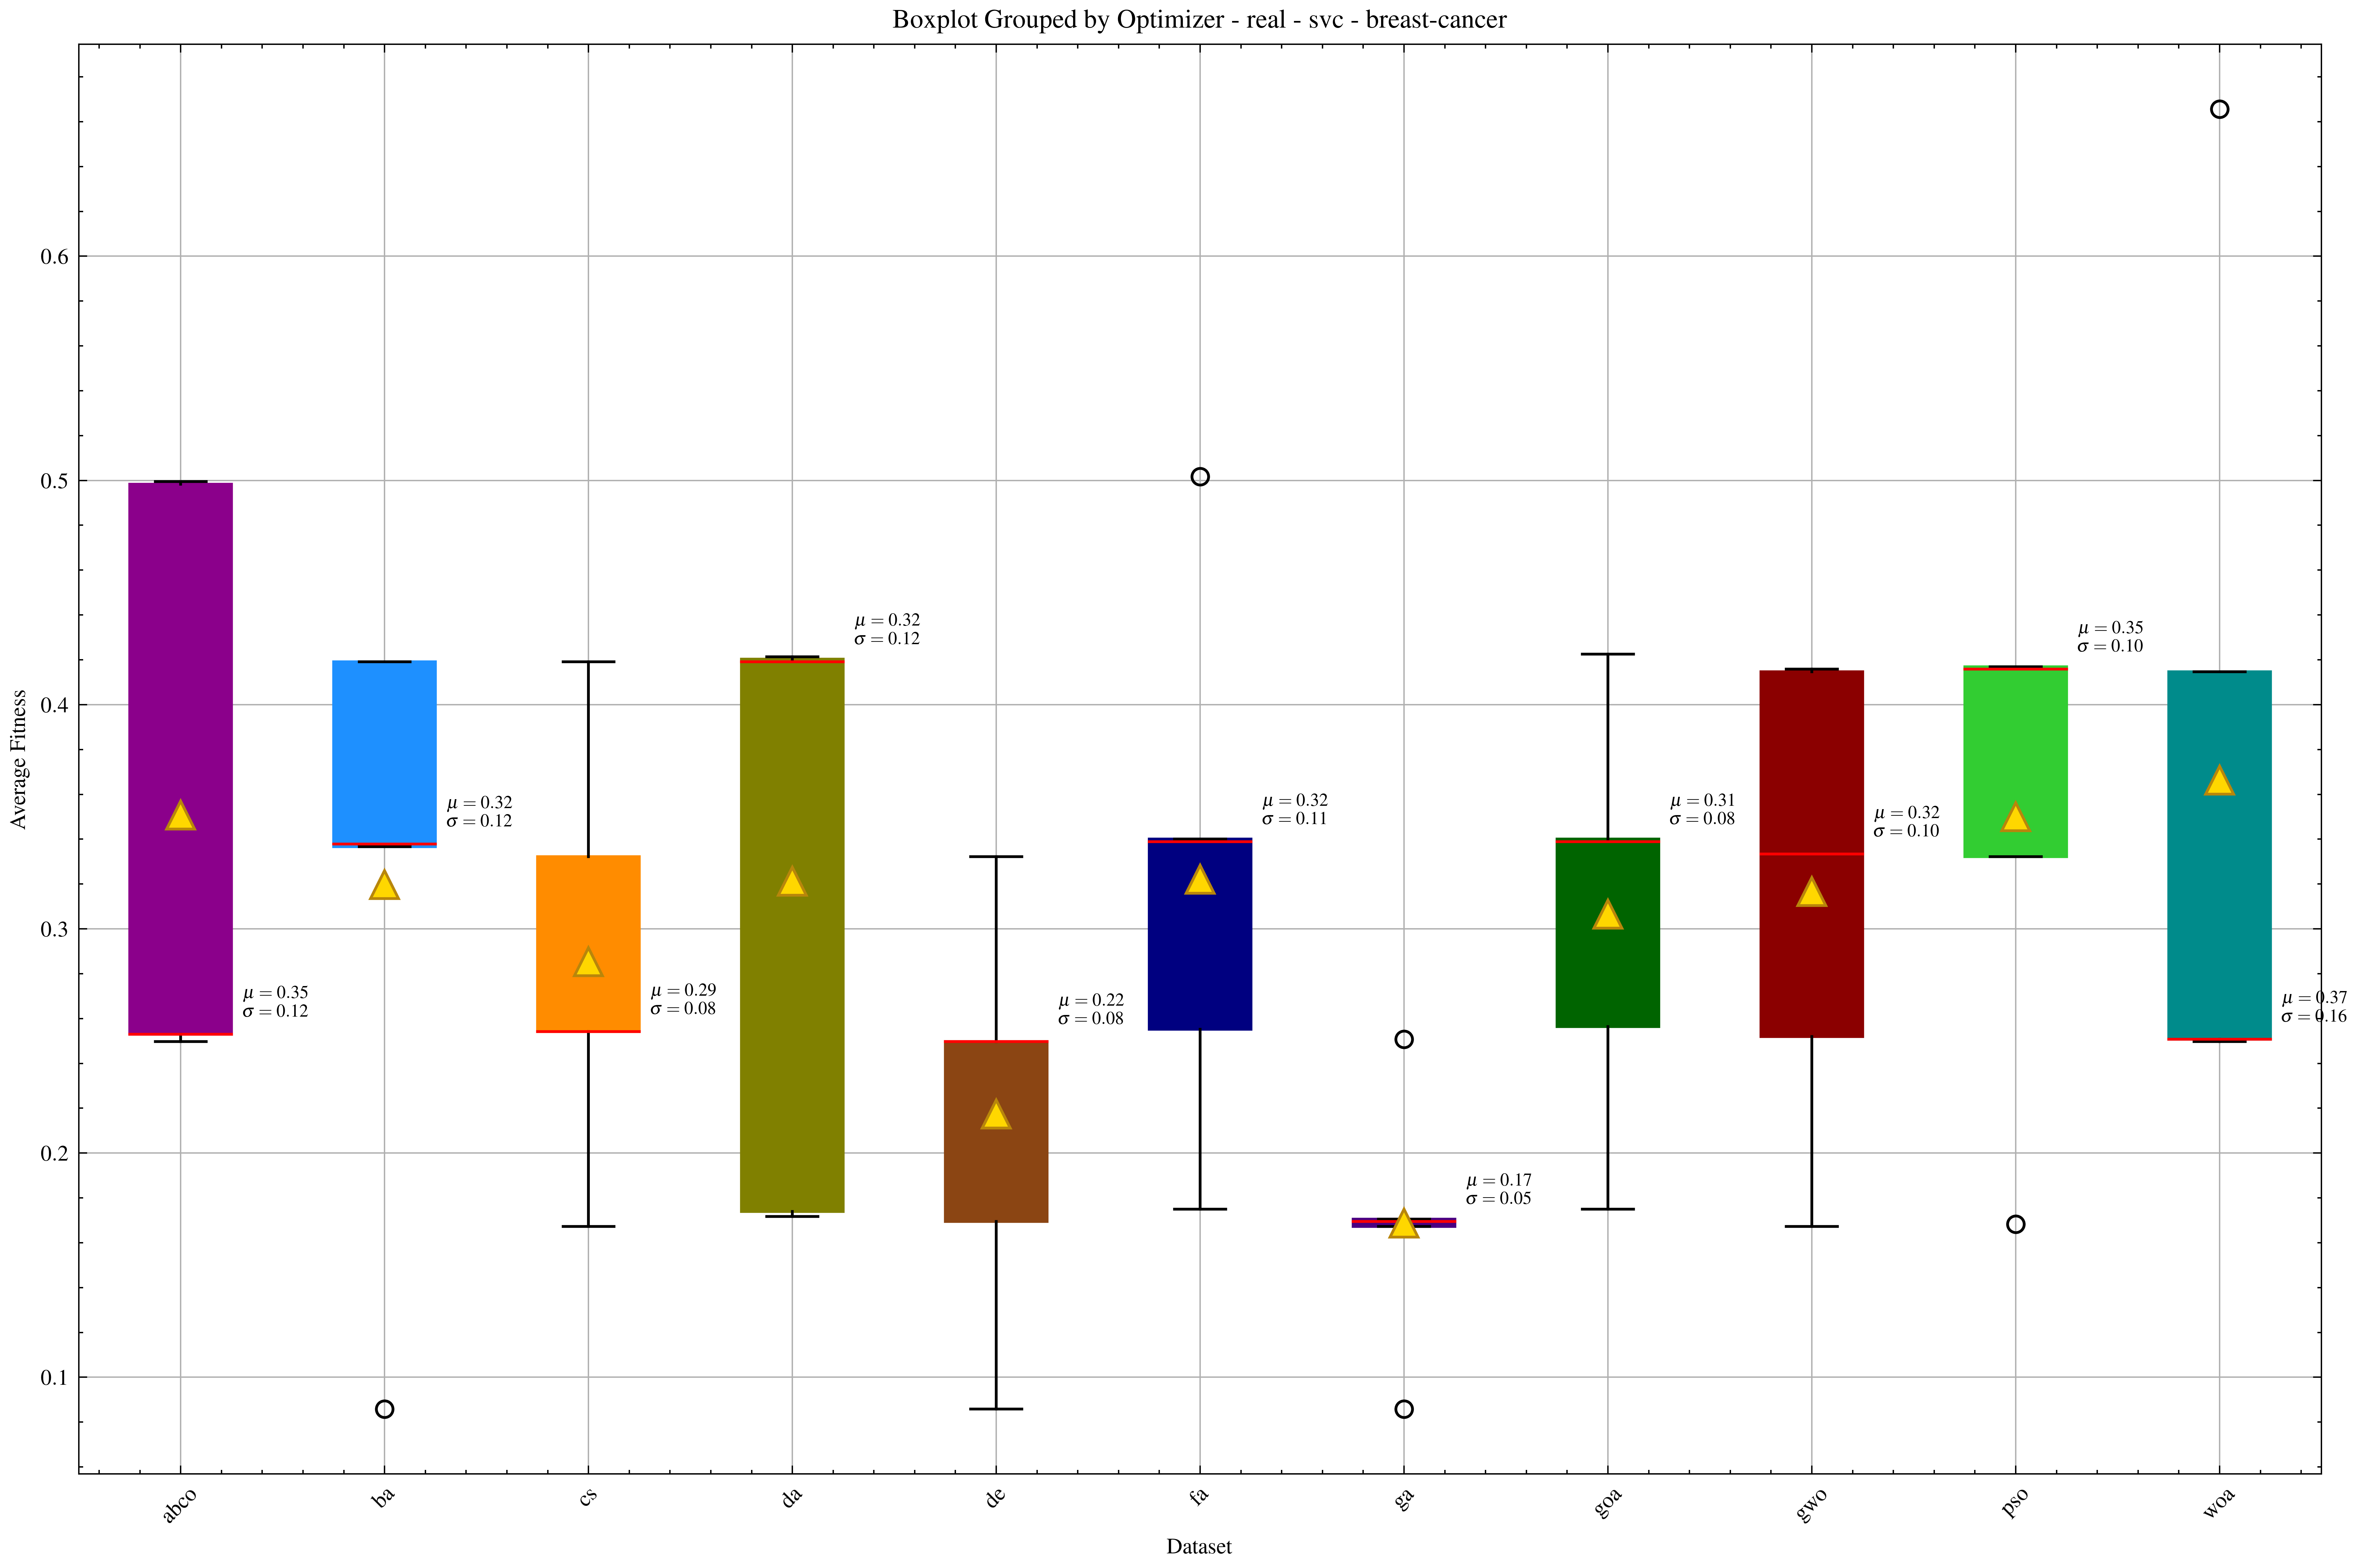 Boxplot Grouped by Optimizer - real - svc - breast-cancer
Average Fitness
0.6
0.5
0.4
0.3
0.2
0.1
μ = 0.35
σ = 0.12
μ = 0.32
σ = 0.12
μ = 0.29
σ = 0.08
μ = 0.32
σ = 0.12
μ = 0.22
σ = 0.08
μ = 0.32
σ = 0.11
μ = 0.17
σ = 0.05
μ = 0.31
σ = 0.08
μ = 0.32
σ = 0.10
μ = 0.35
σ = 0.10
μ = 0.37
σ = 0.16
abco
ba
cs
da
de
fa
ga
goa
gwo
pso
woa
Dataset